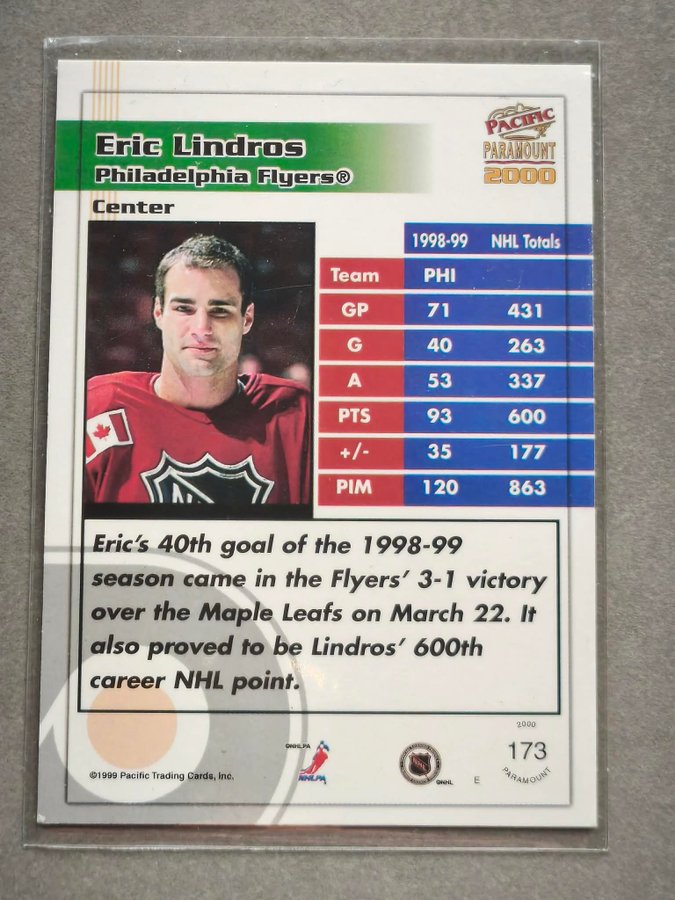 Eric Lindros
PACIFIC
Philadelphia Flyers®
PARAMOUNT
2000
Center
1998-99 NHL Totals
Team PHI
GP 71 431
G 40 263
A 53 337
PTS 93 600
+/- 35 177
PIM 120 863
Eric's 40th goal of the 1998-99
season came in the Flyers' 3-1 victory
over the Maple Leafs on March 22. It
also proved to be Lindros' 600th
career NHL point.
2000
©NHLPA
173
©1999 Pacific Trading Cards, Inc.
NHLPA
©NHL
E
PARAMOUNT